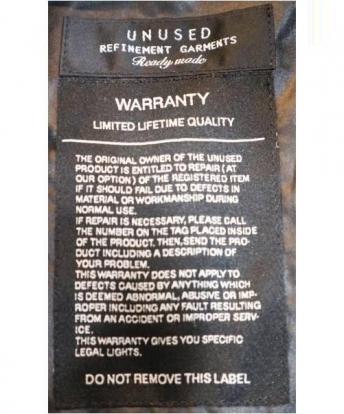 UNUSED
REFINEMENT GARMENTS
Ready made
WARRANTY
LIMITED LIFETIME QUALITY
THE ORIGINAL OWNER OF THE UNUSED
PRODUCT IS ENTITLED TO REPAIR (AT
OUR OPTION) OF THE REGISTERED ITEM
IF IT SHOULD FAIL DUE TO DEFECTS IN
MATERIAL OR WORKMANSHIP DURING
NORMAL USE.
IF REPAIR IS NECESSARY, PLEASE CALL
THE NUMBER ON THE TAG PLACED INSIDE
OF THE PRODUCT. THEN, SEND THE PRO-
DUCT INCLUDING A DESCRIPTION OF
YOUR PROBLEM.
THIS WARRANTY DOES NOT APPLY TO
DEFECTS CAUSED BY ANYTHING WHICH
IS DEEMED ABNORMAL, ABUSIVE OR IMP-
ROPER INCLUDING ANY FAULT RESULTING
FROM AN ACCIDENT OR IMPROPER SERV-
ICE.
THIS WARRANTY GIVES YOU SPECIFIC
LEGAL LIGHTS.
DO NOT REMOVE THIS LABEL